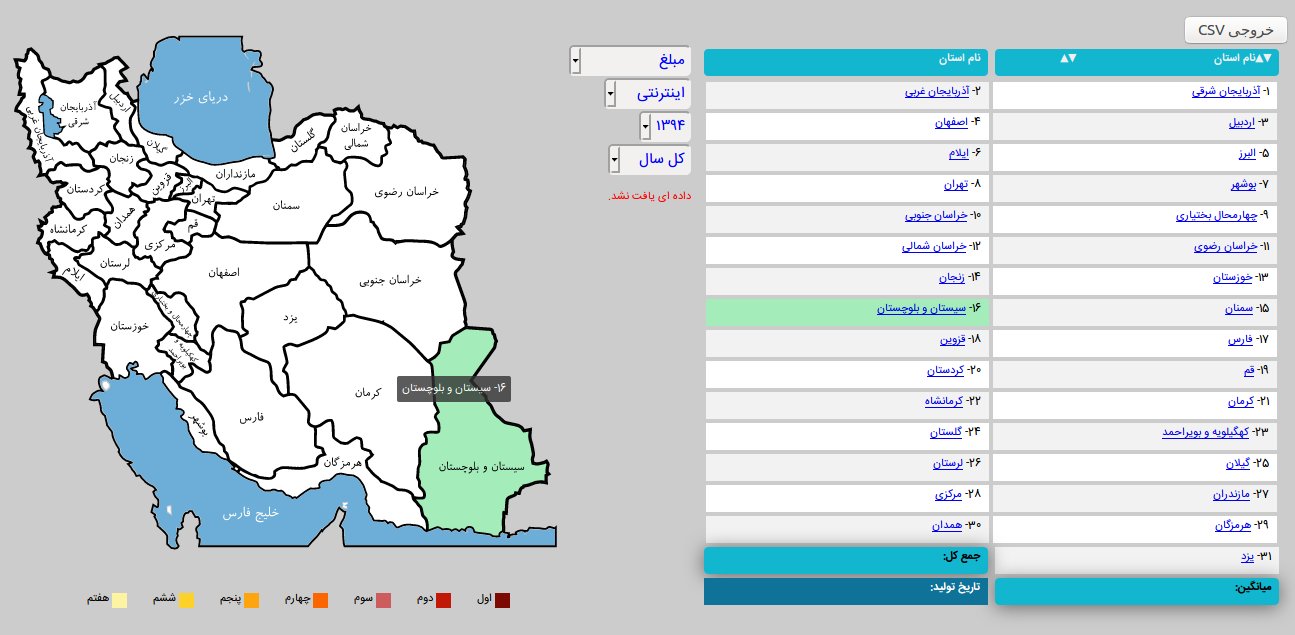 خروجی CSV
▲▼نام استان ▲▼
نام استان
۱- آذربایجان شرقی
۲- آذربایجان غربی
۳- اردبیل
۴- اصفهان
۵- البرز
۶- ایلام
۷- بوشهر
۸- تهران
۹- چهارمحال بختیاری
۱۰- خراسان جنوبی
۱۱- خراسان رضوی
۱۲- خراسان شمالی
۱۳- خوزستان
۱۴- زنجان
۱۵- سمنان
۱۶- سیستان و بلوچستان
۱۷- فارس
۱۸- قزوین
۱۹- قم
۲۰- کردستان
۲۱- کرمان
۲۲- کرمانشاه
۲۳- کهگیلویه و بویراحمد
۲۴- گلستان
۲۵- گیلان
۲۶- لرستان
۲۷- مازندران
۲۸- مرکزی
۲۹- هرمزگان
۳۰- همدان
۳۱- یزد
جمع کل:
میانگین:
تاریخ تولید:
مبلغ
اینترنتی
۱۳۹۴
کل سال
داده ای یافت نشد.
دریای خزر
آذربایجان
شرقی
اردبیل
آذربایجان غربی
گیلان
زنجان
گلستان
خراسان
شمالی
مازنداران
خراسان رضوی
کردستان
قزوین
البرز
تهران
سمنان
همدان
کرمانشاه
قم
مرکزی
لرستان
ایلام
اصفهان
خراسان جنوبی
چهارمحال و بختیاری
خوزستان
یزد
کهگیلویه و
بویراحمد
۱۶- سیستان و بلوچستان
کرمان
فارس
بوشهر
هرمزگان
سیستان و بلوچستان
خلیج فارس
اول
دوم
سوم
چهارم
پنجم
ششم
هفتم